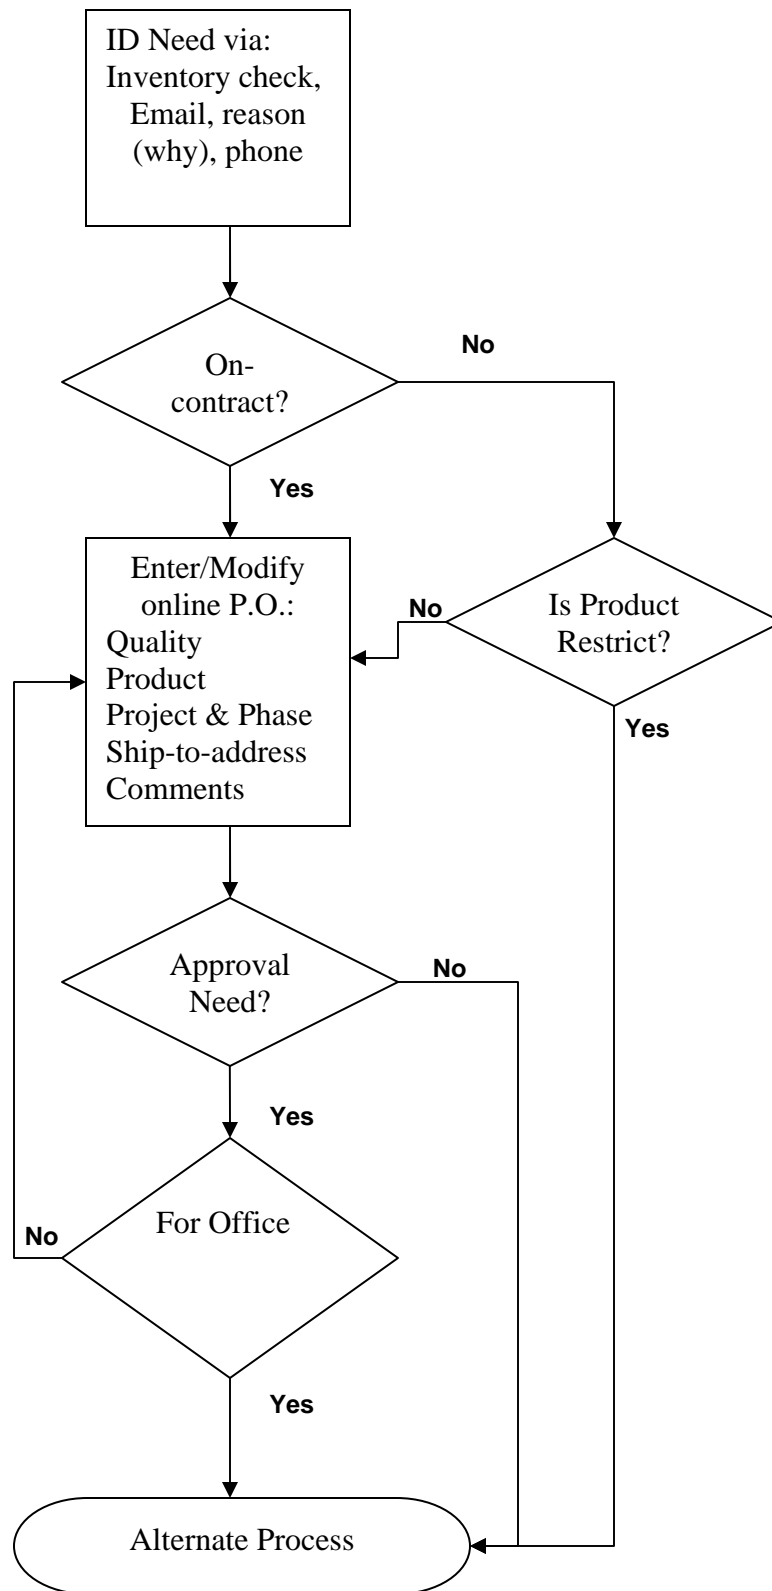 ID Need via:
Inventory check,
Email, reason
(why), phone
On-
contract?
No
Yes
Enter/Modify
online P.O.:
Quality
Product
Project & Phase
Ship-to-address
Comments
No
Is Product
Restrict?
Yes
Approval
Need?
No
Yes
For Office
No
Yes
Alternate Process